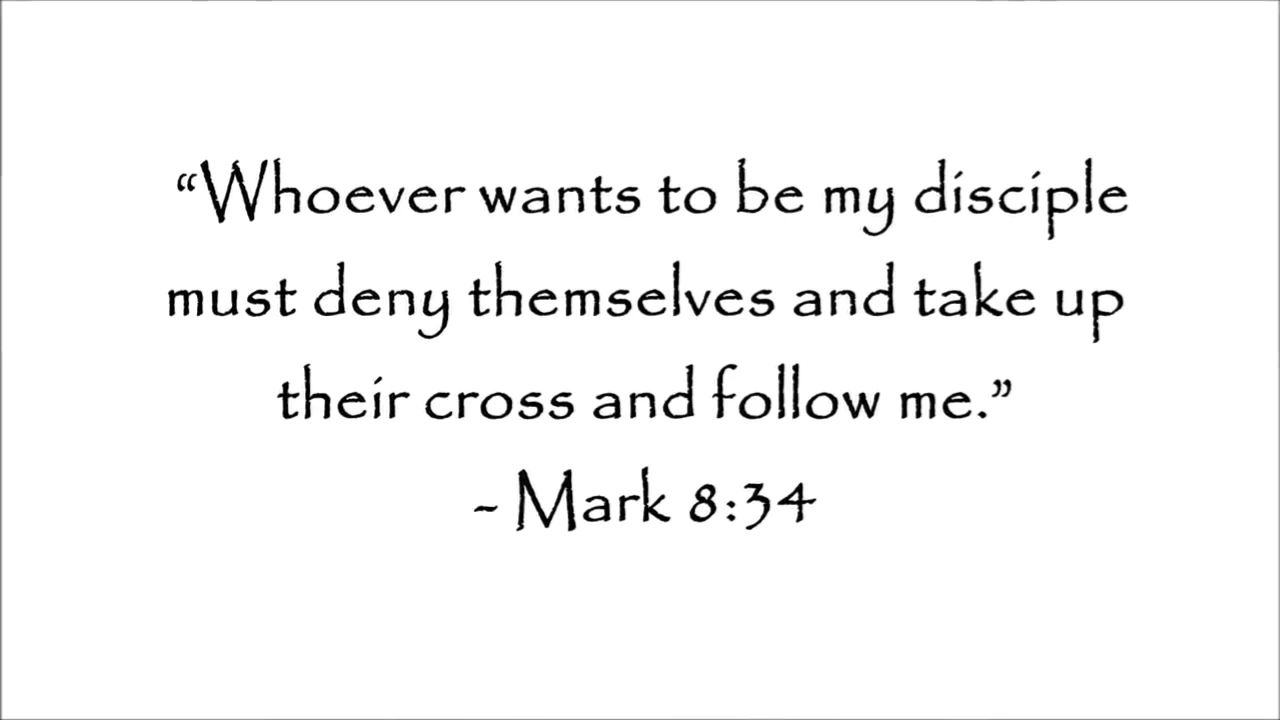 “Whoever wants to be my disciple
must deny themselves and take up
their cross and follow me.”
- Mark 8:34